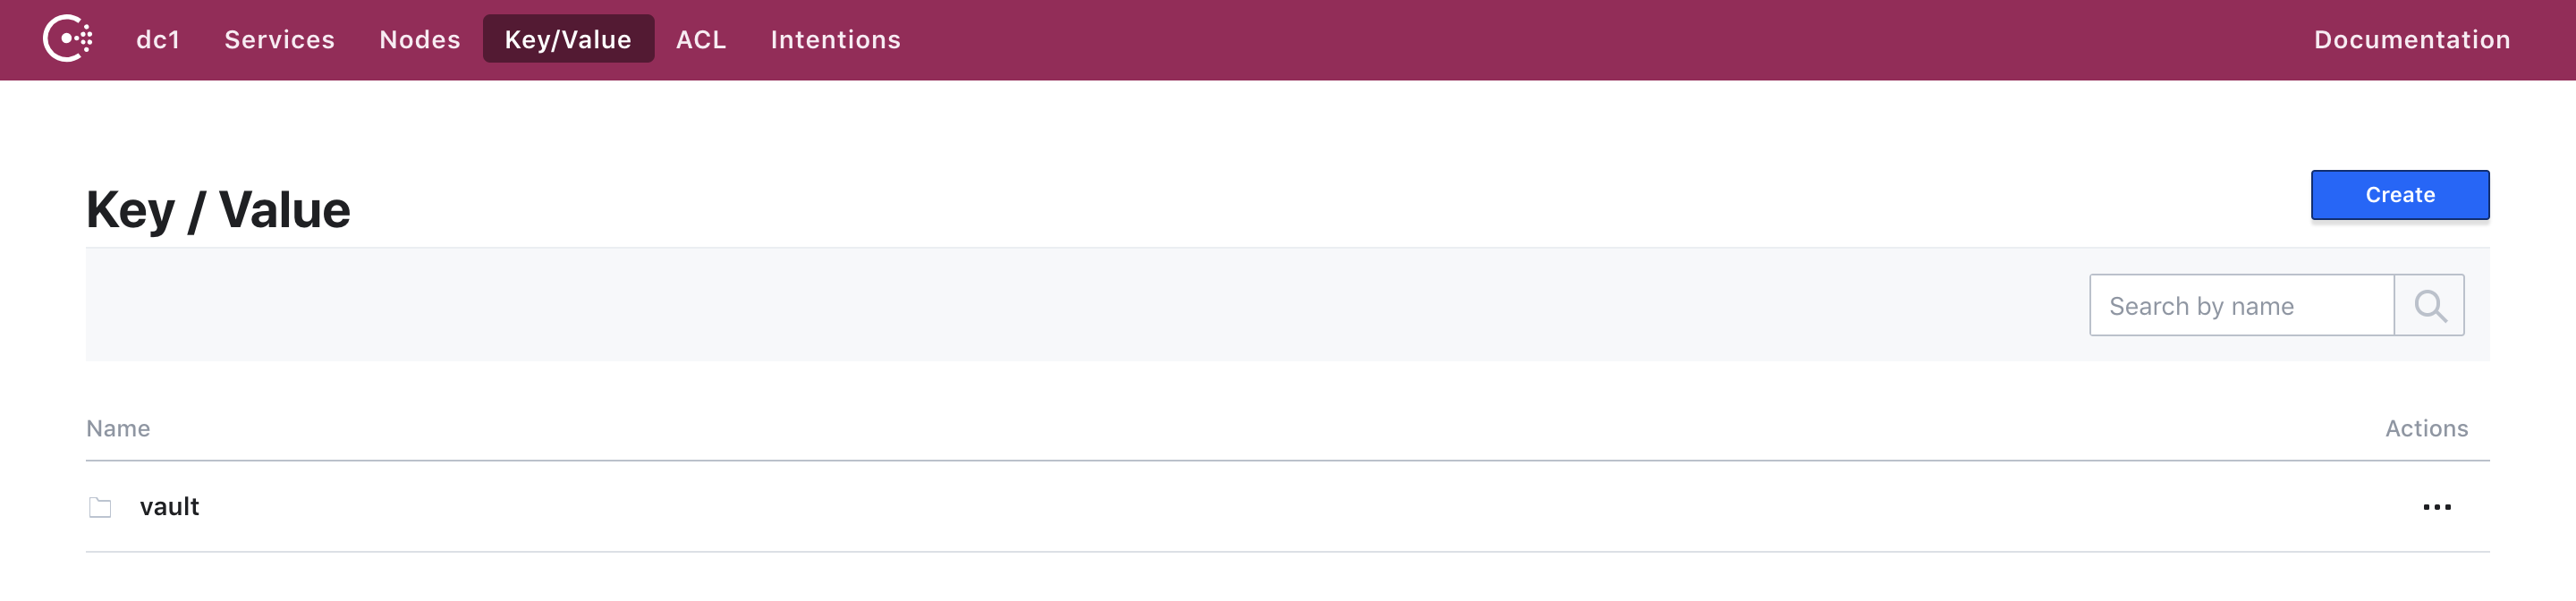 dc1 Services Nodes Key/Value ACL Intentions Documentation
Key / Value
Create
Search by name
Name Actions
vault